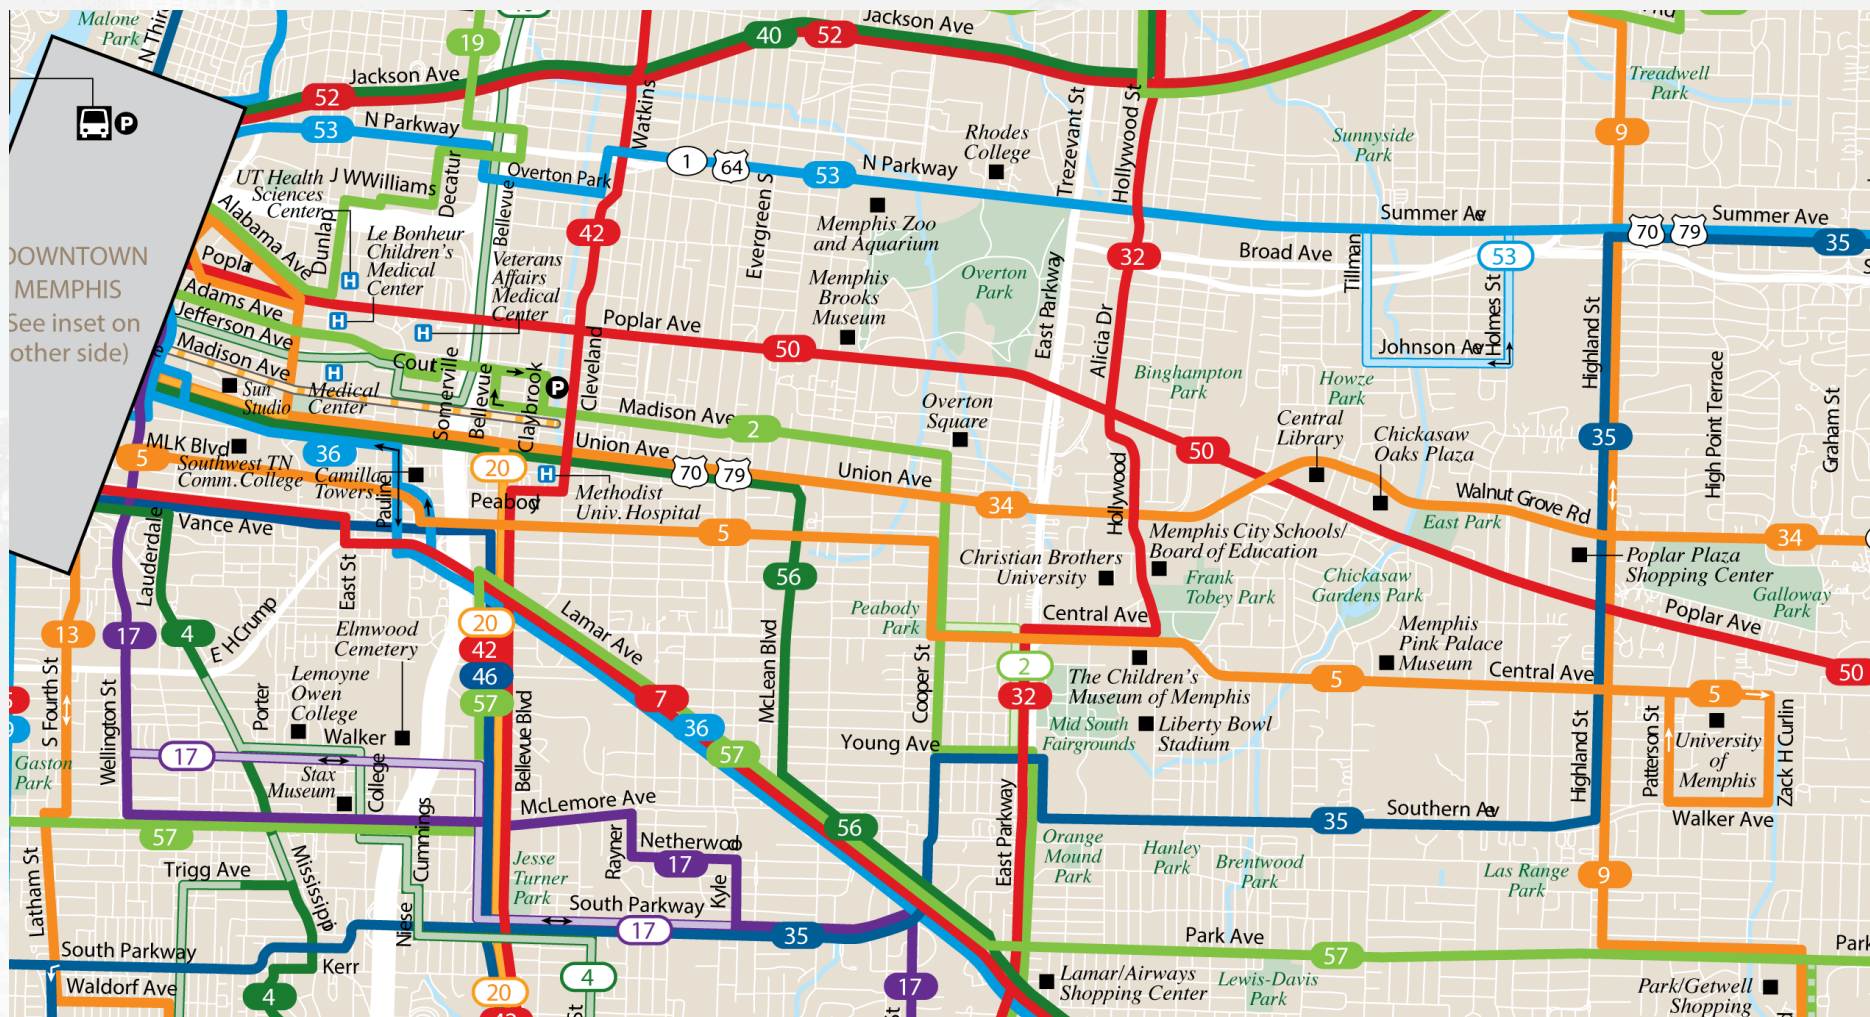 Malone
Park
N Thir
19
40
52
Jackson Ave
Jackson Ave
52
53
N Parkway
Watkins
Trezevant St
Hollywood St
Treadwell
Park
9
Sunnyside
Park
P
Rhodes
College
1
64
53
N Parkway
UT Health
Sciences
Center
J WWilliams
Decatur
Overton Park
Bellevue
Evergreen S
Memphis Zoo
and Aquarium
Summer Ave
70
79
Summer Ave
35
Alabama Ave
Dunlap
Le Bonheur
Children's
Medical
Center
42
Veterans
Affairs
Medical
Center
32
Broad Ave
Tillman
53
DOWNTOWN
MEMPHIS
See inset on
other side)
Popla
H
Adams Ave
Jefferson Ave
H
H
Memphis
Brooks
Museum
Overton
Park
East Parkway
Alicia Dr
Holmes St
Highland St
Poplar Ave
50
Johnson Ave
Madison Ave
Court
H
Somerville
Bellevue
Claybrook
P
Cleveland
Binghampton
Park
Howze
Park
High Point Terrace
Graham St
Sun
Studio
Medical
Center
Madison Ave
2
Overton
Square
Central
Library
Chickasaw
Oaks Plaza
35
MLK Blvd
5
Southwest TN
Comm. College
36
Camilla
Towers
Pauline
20
H
Union Ave
70
79
Union Ave
34
50
Walnut Grove Rd
East Park
Peabody
Methodist
Univ. Hospital
Hollywood
Vance Ave
5
Memphis City Schools/
Board of Education
34
Christian Brothers
University
Poplar Plaza
Shopping Center
Lauderdale
East St
56
Frank
Tobey Park
Chickasaw
Gardens Park
Galloway
Park
13
17
4
E H Crump
Elmwood
Cemetery
20
42
46
57
Lamar Ave
Peabody
Park
Central Ave
Poplar Ave
Memphis
Pink Palace
Museum
S Fourth St
Wellington St
Porter
Lemoyne
Owen
College
McLean Blvd
Cooper St
2
32
The Children's
Museum of Memphis
5
Central Ave
50
5
Walker
Bellevue Blvd
7
36
57
Mid South
Fairgrounds
Liberty Bowl
Stadium
Highland St
Patterson St
University
of
Memphis
Zack H Curlin
17
Young Ave
Gaston
Park
Stax
Museum
College
McLemore Ave
56
East Parkway
35
Southern Ave
Walker Ave
57
Cummings
Rayner
Netherwood
17
Orange
Mound
Park
Hanley
Park
Brentwood
Park
Las Range
Park
9
Trigg Ave
Mississippi
Jesse
Turner
Park
Kyle
Latham St
Niese
South Parkway
17
35
South Parkway
Park Ave
57
Park
Kerr
Waldorf Ave
4
20
4
17
Lamar/Airways
Shopping Center
Lewis-Davis
Park
Park/Getwell
Shopping